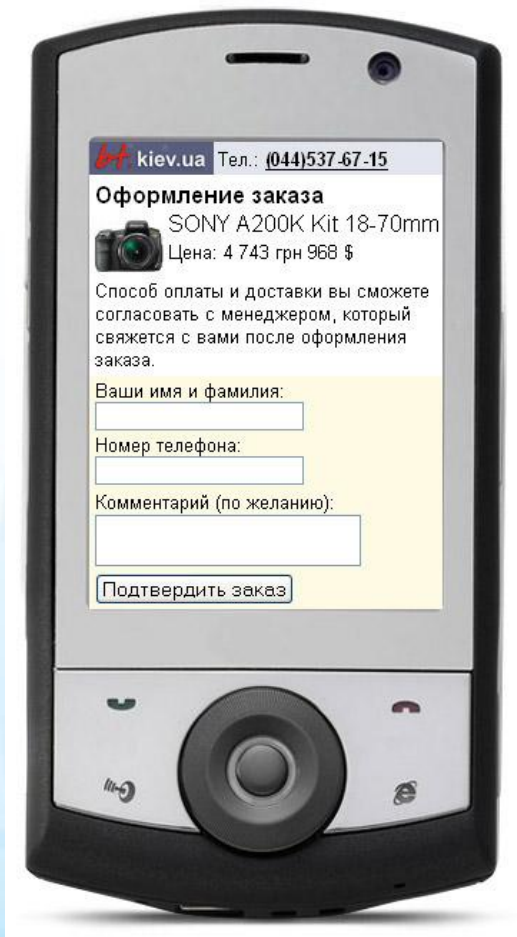 bt.kiev.ua Тел.: (044)537-67-15
Оформление заказа
SONY A200K Kit 18-70mm
Цена: 4 743 грн 968 $
Способ оплаты и доставки вы сможете
согласовать с менеджером, который
свяжется с вами после оформления
заказа.
Ваши имя и фамилия:
Номер телефона:
Комментарий (по желанию):
Подтвердить заказ